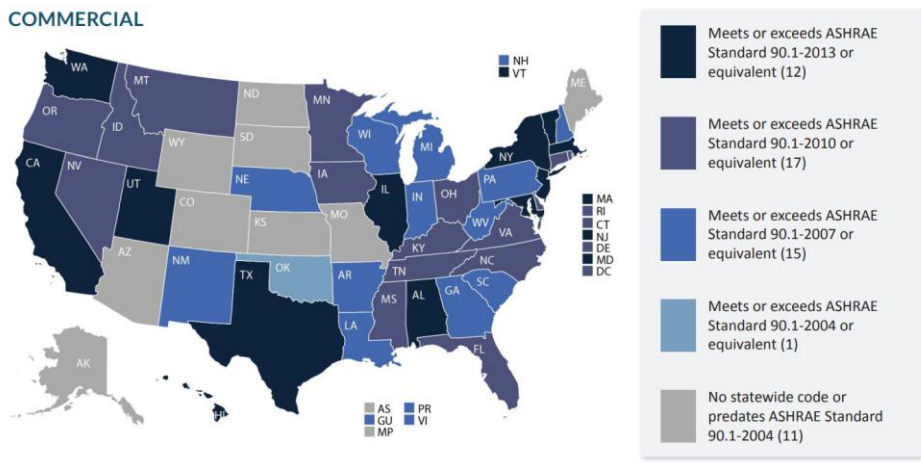 COMMERCIAL
WA
MT
ND
MN
NH
VT
ME
OR
ID
SD
WI
MI
NY
WY
CA
NV
UT
NE
IA
IL
IN
OH
PA
CO
KS
MO
WV
VA
KY
MA
RI
CT
NJ
DE
MD
DC
AZ
NM
OK
AR
TN
NC
SC
TX
LA
MS
AL
GA
FL
AK
HI
AS
GU
MP
PR
VI
Meets or exceeds ASHRAE
Standard 90.1-2013 or
equivalent (12)
Meets or exceeds ASHRAE
Standard 90.1-2010 or
equivalent (17)
Meets or exceeds ASHRAE
Standard 90.1-2007 or
equivalent (15)
Meets or exceeds ASHRAE
Standard 90.1-2004 or
equivalent (1)
No statewide code or
predates ASHRAE Standard
90.1-2004 (11)